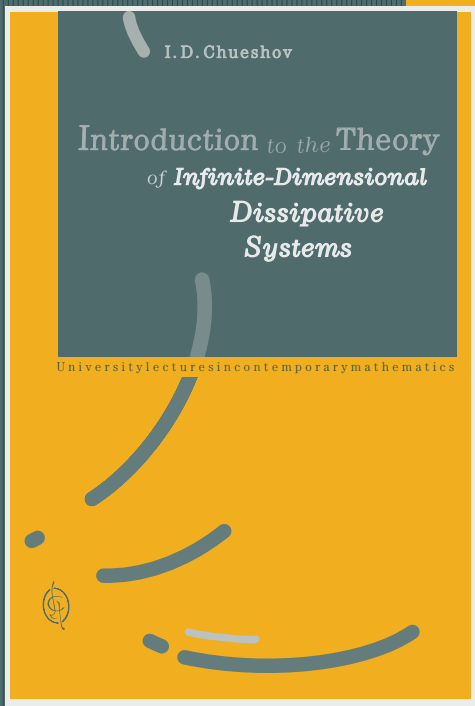 I. D. Chueshov
Introduction to the Theory
of Infinite-Dimensional
Dissipative
Systems
Universitylecturesincontemporarymathematics